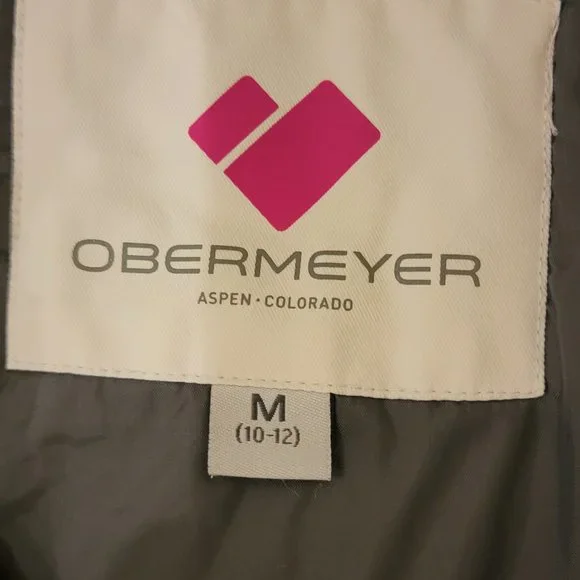 OBERMEYER
ASPEN · COLORADO
M
(10-12)